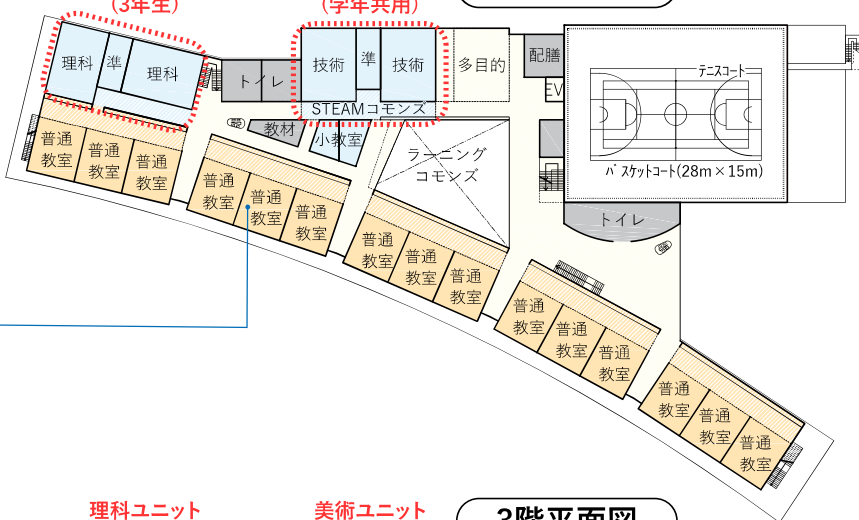 (3年生)
(学年共用)
理科
準
理科
トイレ
技術
準
技術
多目的
配膳
EV
テニスコート
バスケットコート(28m×15m)
STEAMコモンズ
教材
小教室
ラーニング
コモンズ
トイレ
普通
教室
普通
教室
普通
教室
普通
教室
普通
教室
普通
教室
普通
教室
普通
教室
普通
教室
普通
教室
普通
教室
普通
教室
普通
教室
普通
教室
普通
教室
理科ユニット
美術ユニット
3階平面図